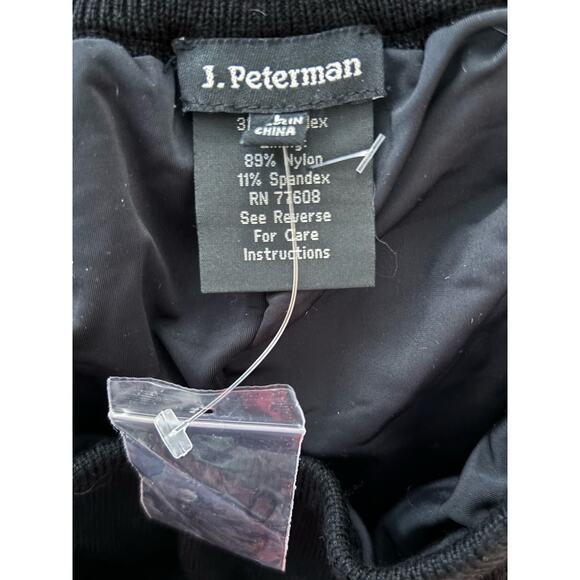 J. Peterman
CHINA
89% Nylon
11% Spandex
RN 77608
See Reverse
For Care
Instructions